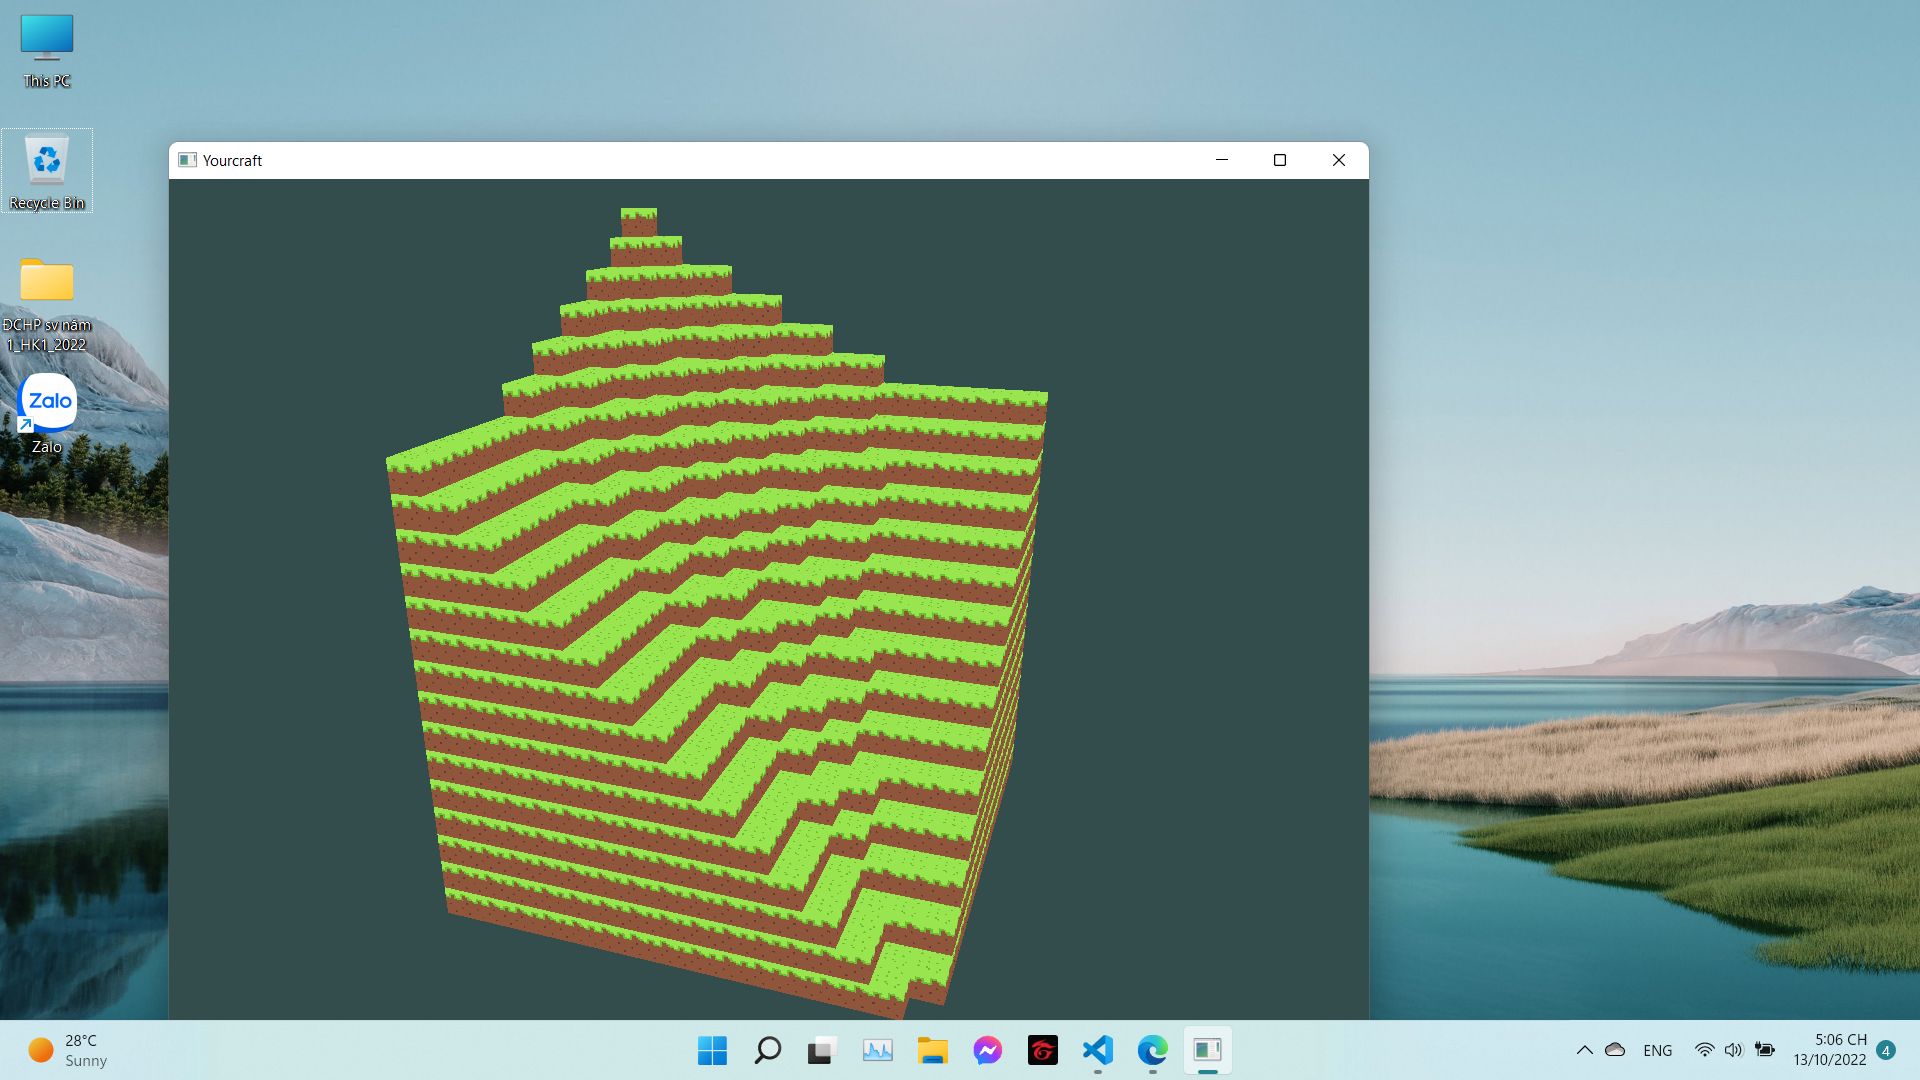 This PC
Recycle Bin
ĐCHP sv năm
1_HK1_2022
Zalo
Zalo
Yourcraft
28°C
Sunny
ENG
5:06 CH
13/10/2022
4